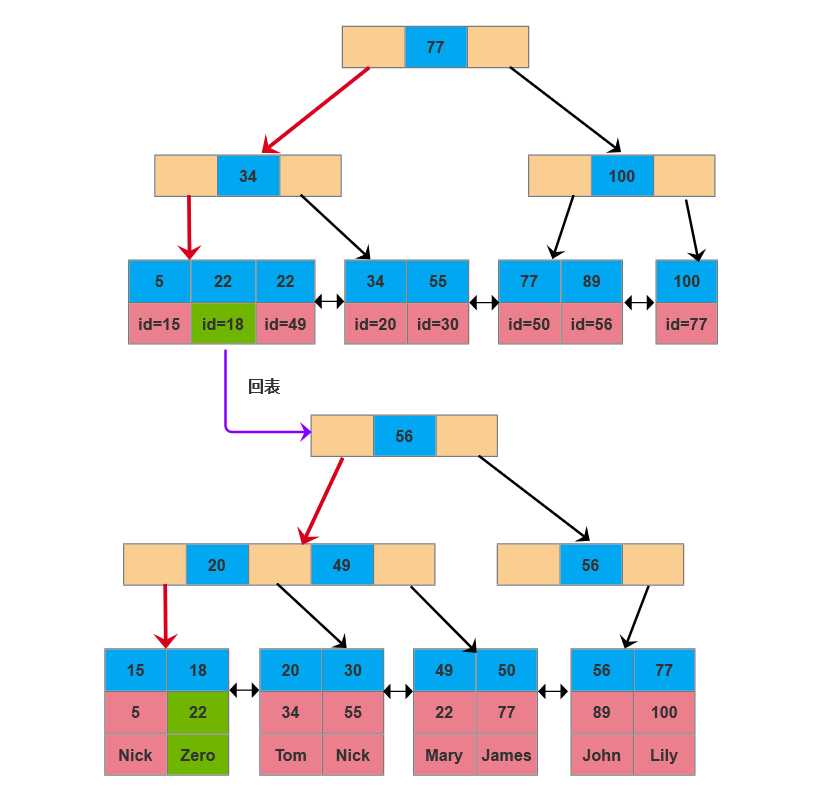 77
34 100
5 22 22 34 55 77 89 100
id=15 id=18 id=49 id=20 id=30 id=50 id=56 id=77
回表
56
20 49 56
15 18 20 30 49 50 56 77
5 22 34 55 22 77 89 100
Nick Zero Tom Nick Mary James John Lily